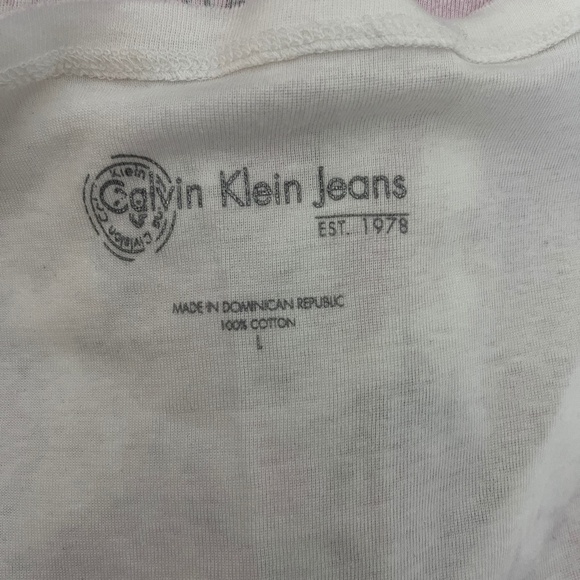 Calvin Klein Jeans
EST. 1978
MADE IN DOMINICAN REPUBLIC
100% COTTON
L